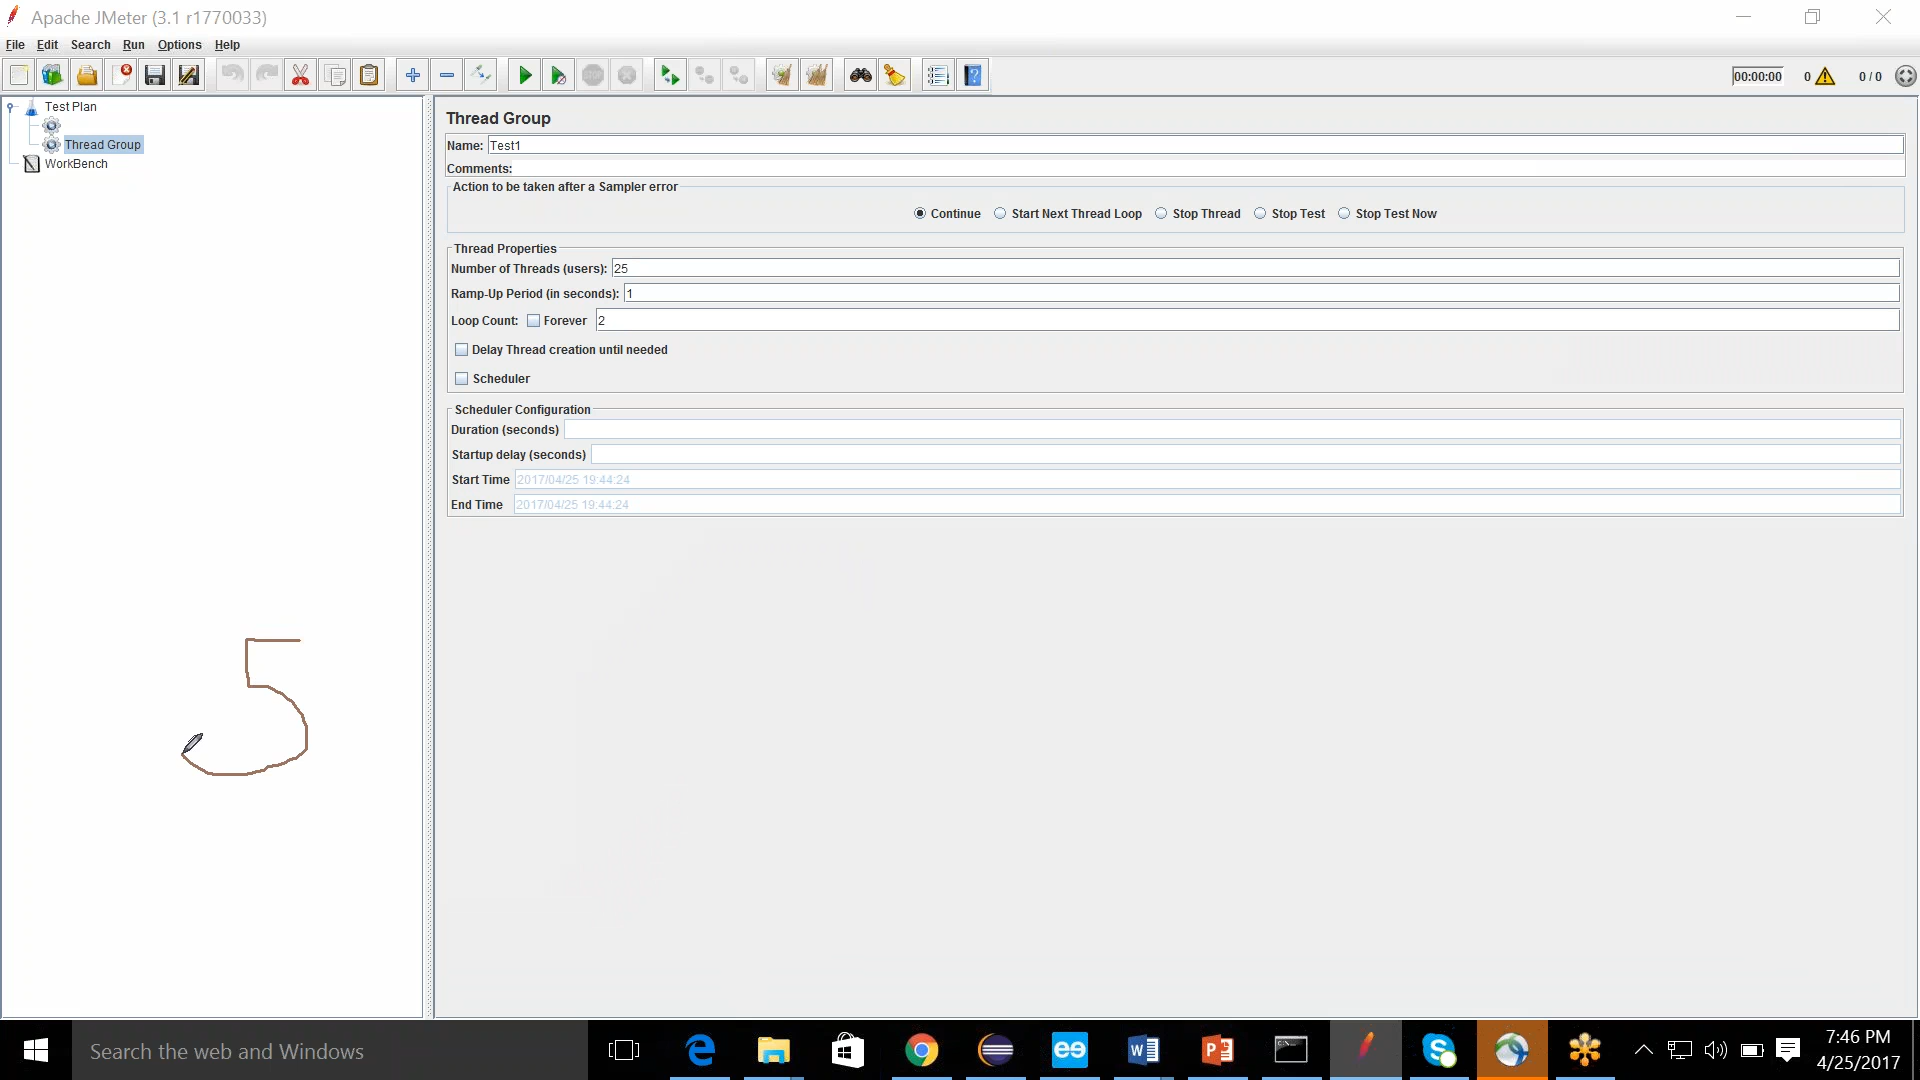 Apache JMeter (3.1 r1770033)
File Edit Search Run Options Help
STOP
00:00:00 0 0 / 0
Test Plan
Thread Group
WorkBench
Thread Group
Name: Test1
Comments:
Action to be taken after a Sampler error
Continue Start Next Thread Loop Stop Thread Stop Test Stop Test Now
Thread Properties
Number of Threads (users): 25
Ramp-Up Period (in seconds): 1
Loop Count: Forever 2
Delay Thread creation until needed
Scheduler
Scheduler Configuration
Duration (seconds)
Startup delay (seconds)
Start Time 2017/04/25 19:44:24
End Time 2017/04/25 19:44:24
5
Search the web and Windows
7:46 PM
4/25/2017